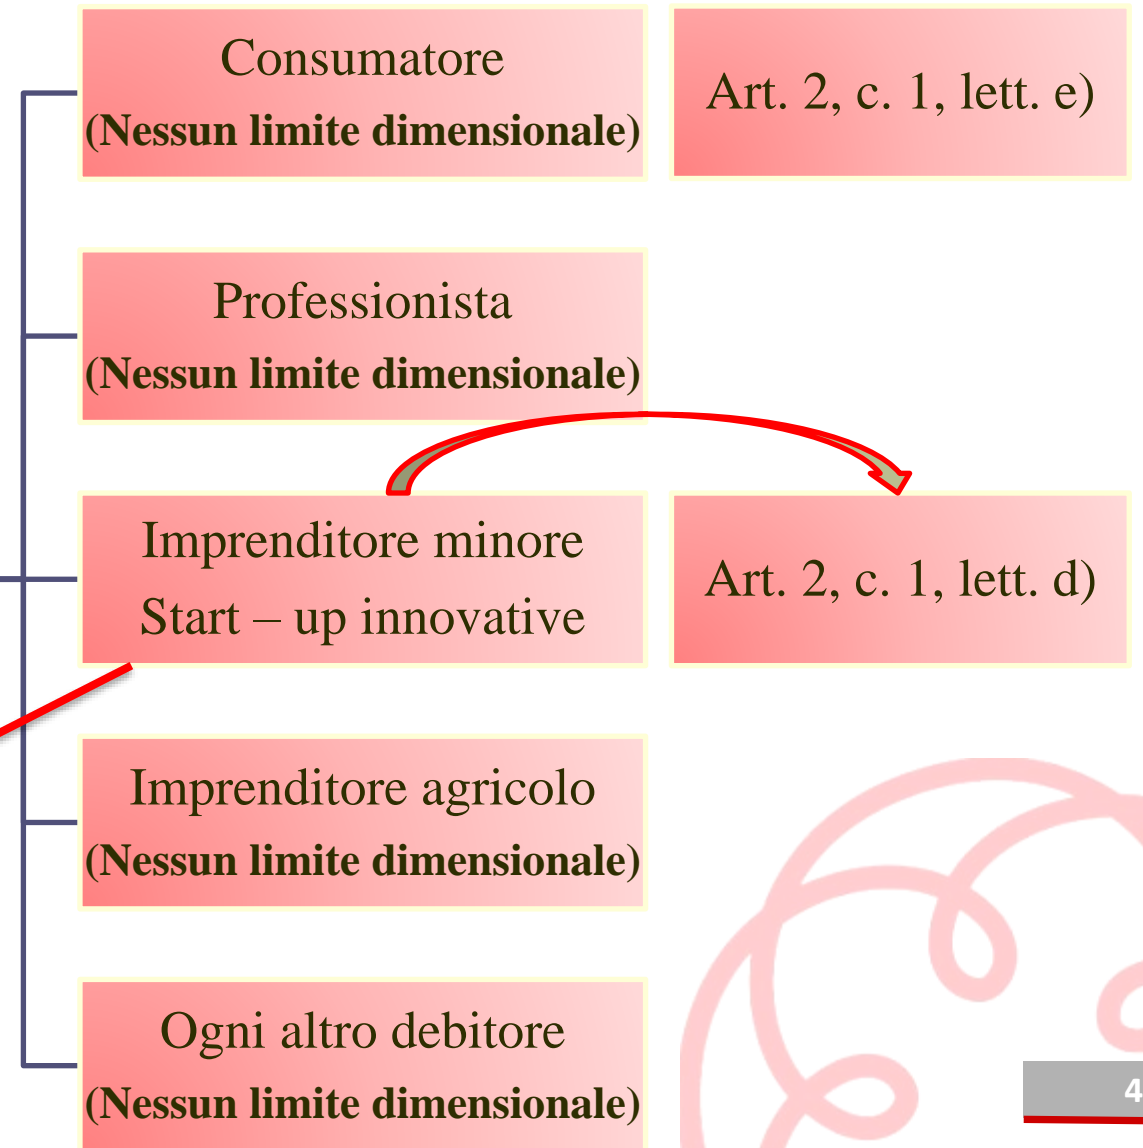 Consumatore
(Nessun limite dimensionale)
Art. 2, c. 1, lett. e)
Professionista
(Nessun limite dimensionale)
Imprenditore minore
Start – up innovative
Art. 2, c. 1, lett. d)
Imprenditore agricolo
(Nessun limite dimensionale)
Ogni altro debitore
(Nessun limite dimensionale)
4